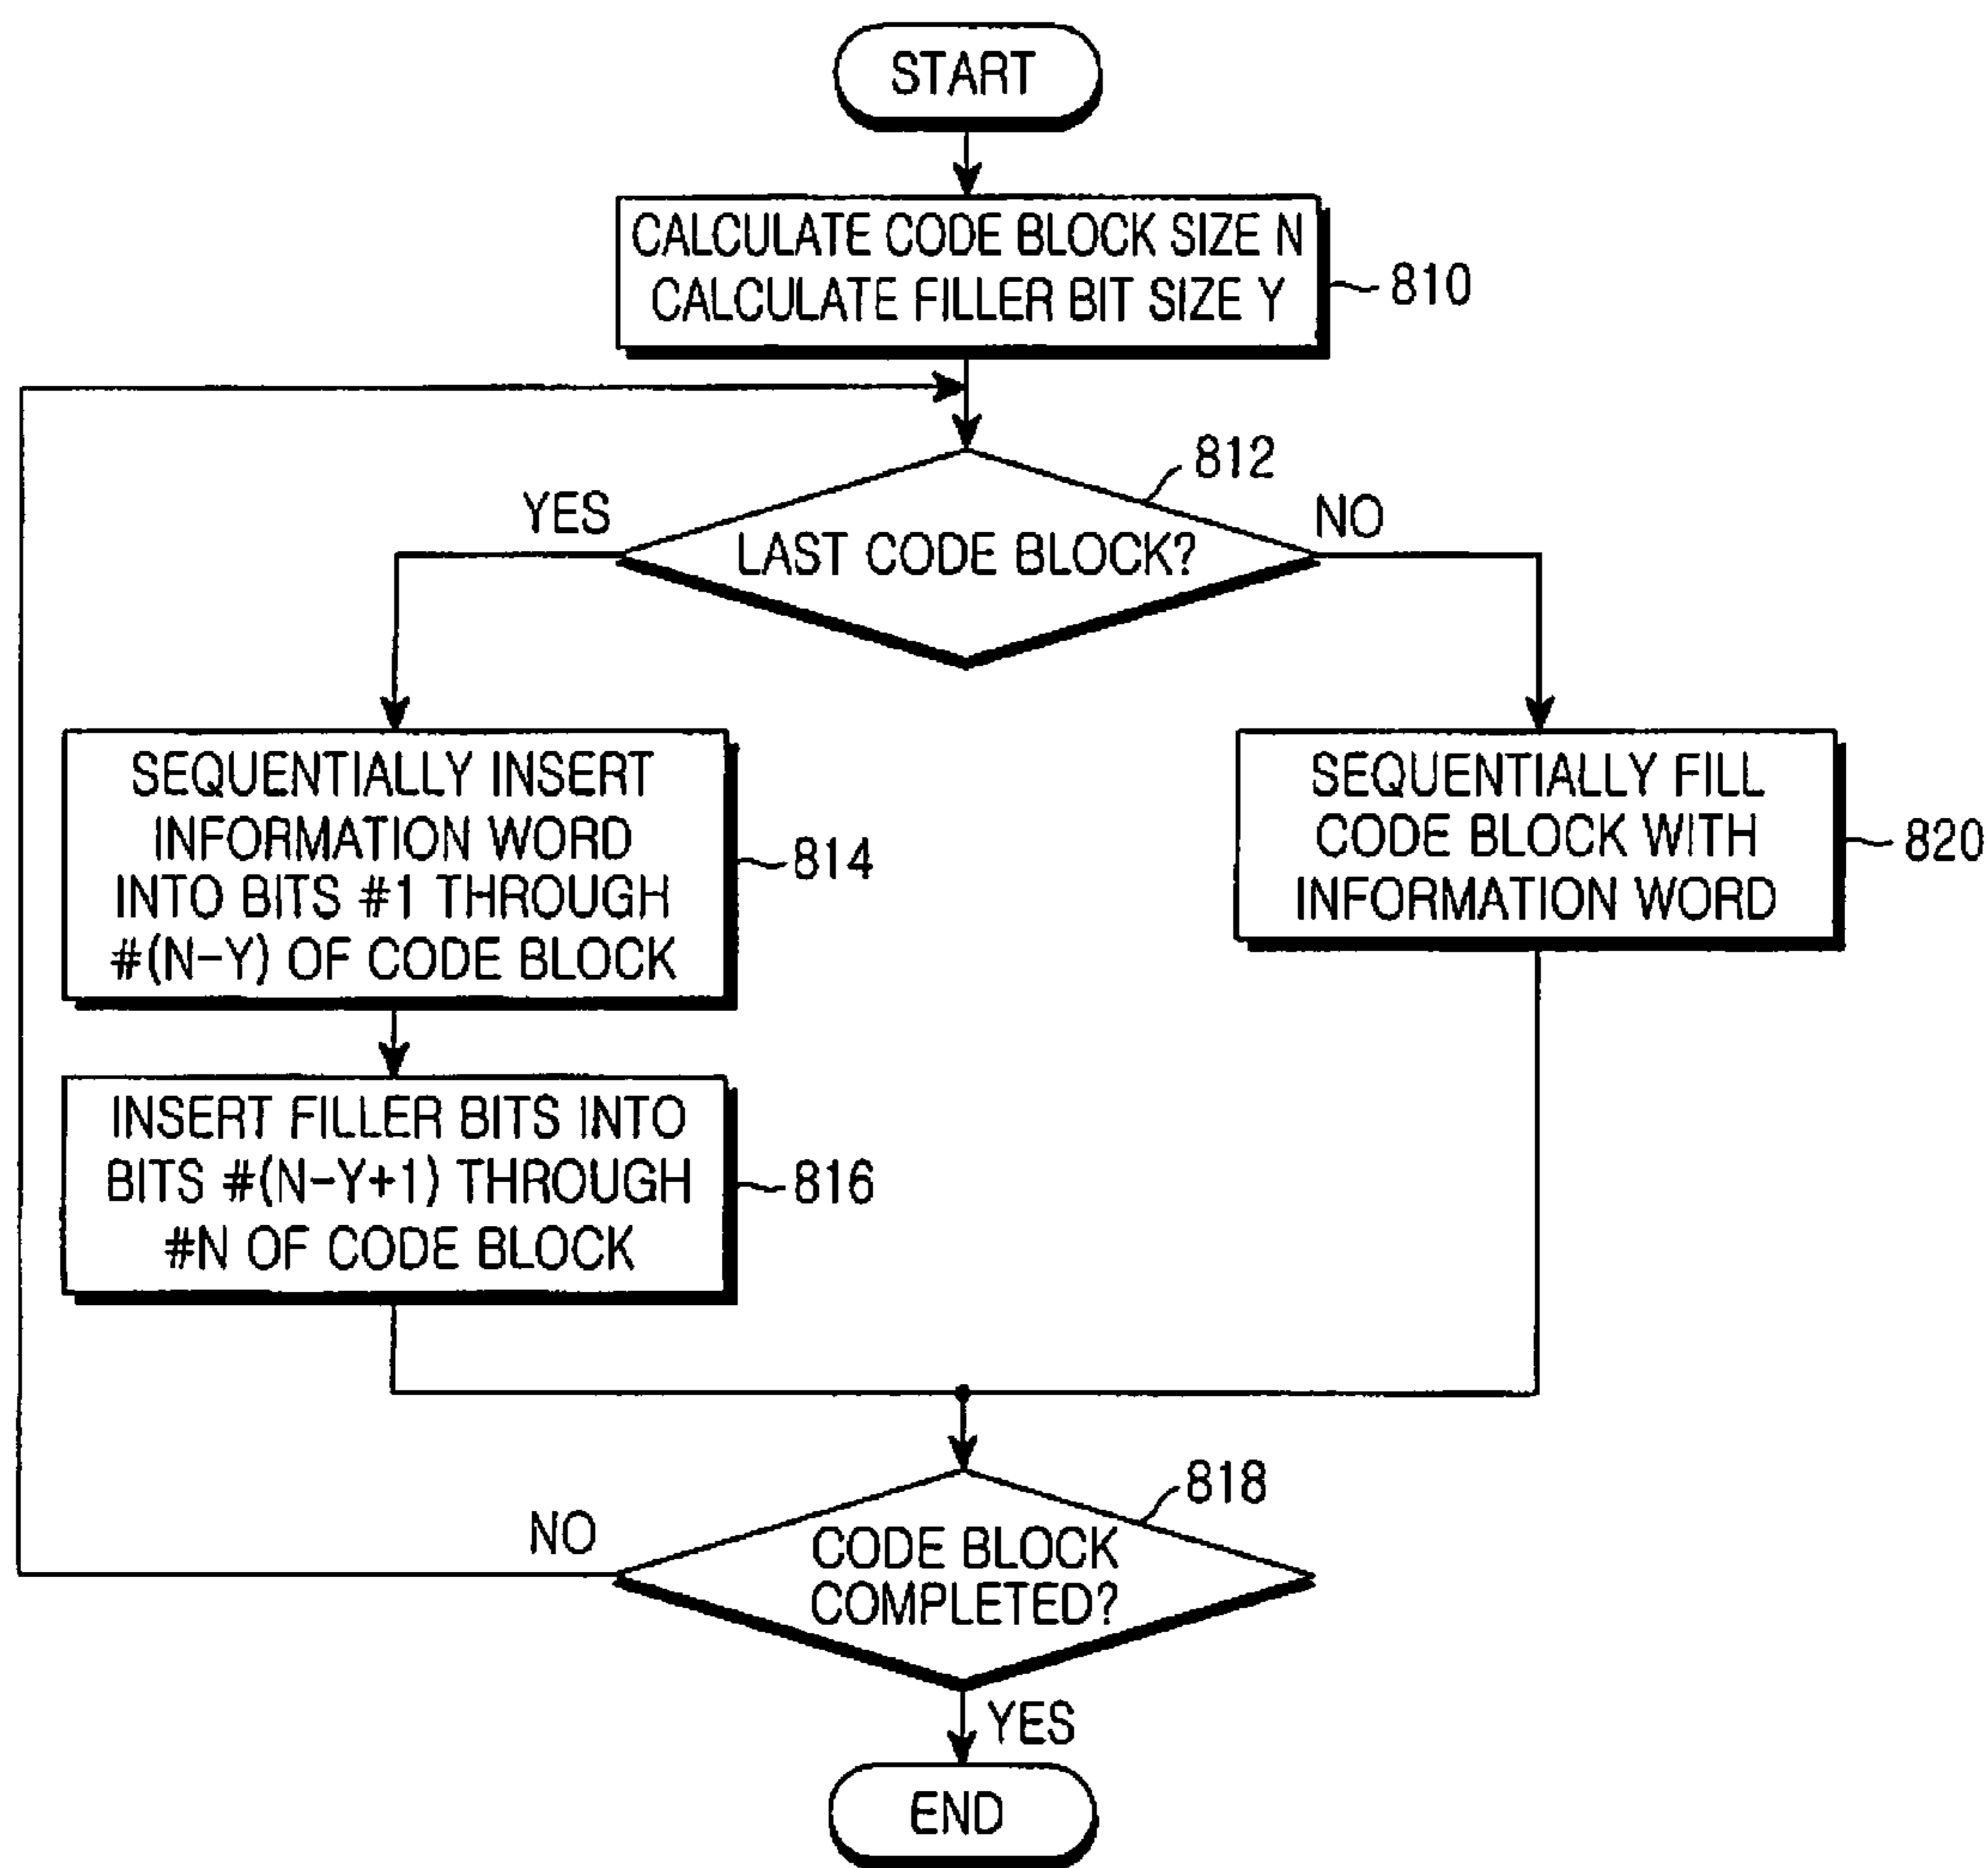 START
CALCULATE CODE BLOCK SIZE N
CALCULATE FILLER BIT SIZE Y
810
812
YES
NO
LAST CODE BLOCK?
SEQUENTIALLY INSERT
INFORMATION WORD
INTO BITS #1 THROUGH
#(N-Y) OF CODE BLOCK
814
SEQUENTIALLY FILL
CODE BLOCK WITH
INFORMATION WORD
820
INSERT FILLER BITS INTO
BITS #(N-Y+1) THROUGH
#N OF CODE BLOCK
816
818
NO
CODE BLOCK
COMPLETED?
YES
END